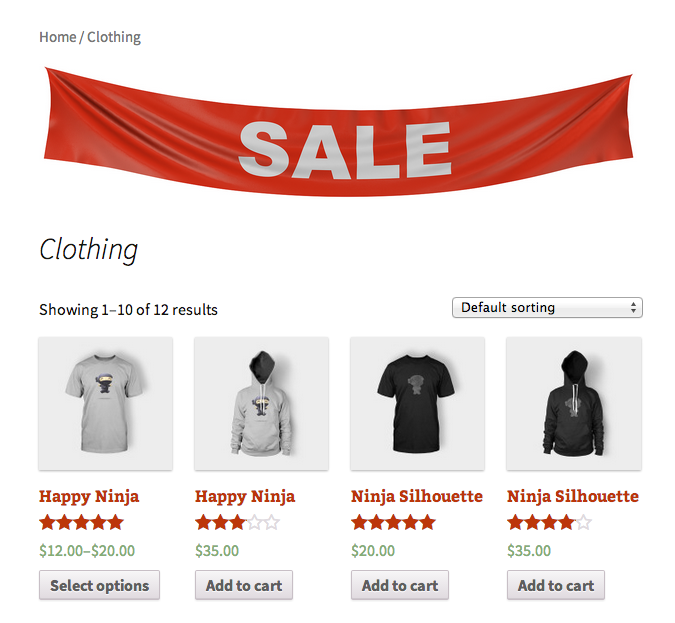 Home / Clothing
SALE
Clothing
Showing 1–10 of 12 results
Default sorting
Happy Ninja
Happy Ninja
Ninja Silhouette
Ninja Silhouette
$12.00–$20.00
$35.00
$20.00
$35.00
Select options
Add to cart
Add to cart
Add to cart